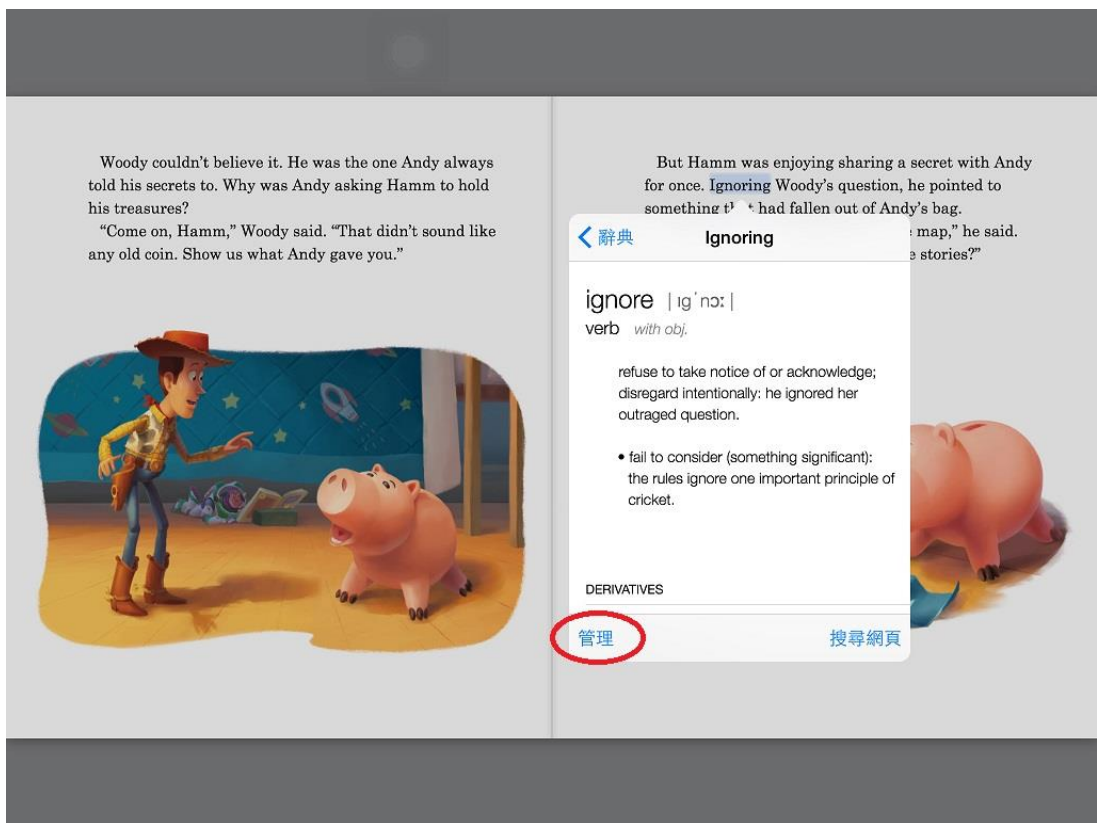 Woody couldn’t believe it. He was the one Andy always
told his secrets to. Why was Andy asking Hamm to hold
his treasures?
“Come on, Hamm,” Woody said. “That didn’t sound like
any old coin. Show us what Andy gave you.”
But Hamm was enjoying sharing a secret with Andy
for once. Ignoring Woody’s question, he pointed to
something that had fallen out of Andy’s bag.
map,” he said.
stories?”
辭典 Ignoring
ignore | ɪɡˈnɔː |
verb with obj.
refuse to take notice of or acknowledge;
disregard intentionally: he ignored her
outraged question.
• fail to consider (something significant):
the rules ignore one important principle of
cricket.
DERIVATIVES
管理 搜尋網頁